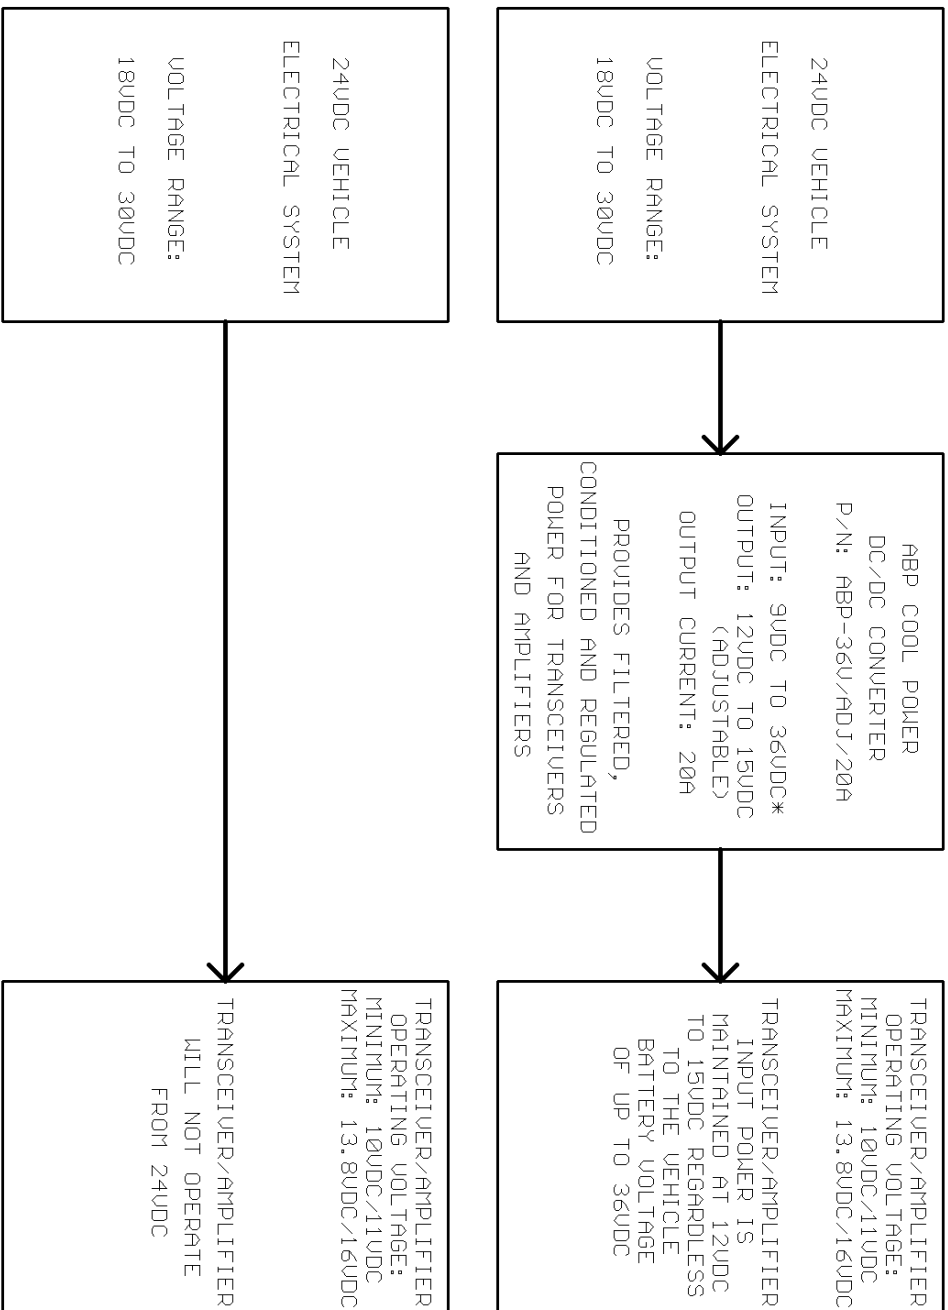 24VDC VEHICLE
ELECTRICAL SYSTEM
VOLTAGE RANGE:
18VDC TO 30VDC
ABP COOL POWER
DC/DC CONVERTER
P/N: ABP-36V/ADJ/20A
INPUT: 9VDC TO 36VDC*
OUTPUT: 12VDC TO 15VDC
(ADJUSTABLE)
OUTPUT CURRENT: 20A
PROVIDES FILTERED,
CONDITIONED AND REGULATED
POWER FOR TRANSCEIVERS
AND AMPLIFIERS
TRANSCEIVER/AMPLIFIER
OPERATING VOLTAGE:
MINIMUM: 10VDC/11VDC
MAXIMUM: 13.8VDC/16VDC
TRANSCEIVER/AMPLIFIER
INPUT POWER IS
MAINTAINED AT 12VDC
TO 15VDC REGARDLESS
TO THE VEHICLE
BATTERY VOLTAGE
OF UP TO 36VDC
24VDC VEHICLE
ELECTRICAL SYSTEM
VOLTAGE RANGE:
18VDC TO 30VDC
TRANSCEIVER/AMPLIFIER
OPERATING VOLTAGE:
MINIMUM: 10VDC/11VDC
MAXIMUM: 13.8VDC/16VDC
TRANSCEIVER/AMPLIFIER
WILL NOT OPERATE
FROM 24VDC